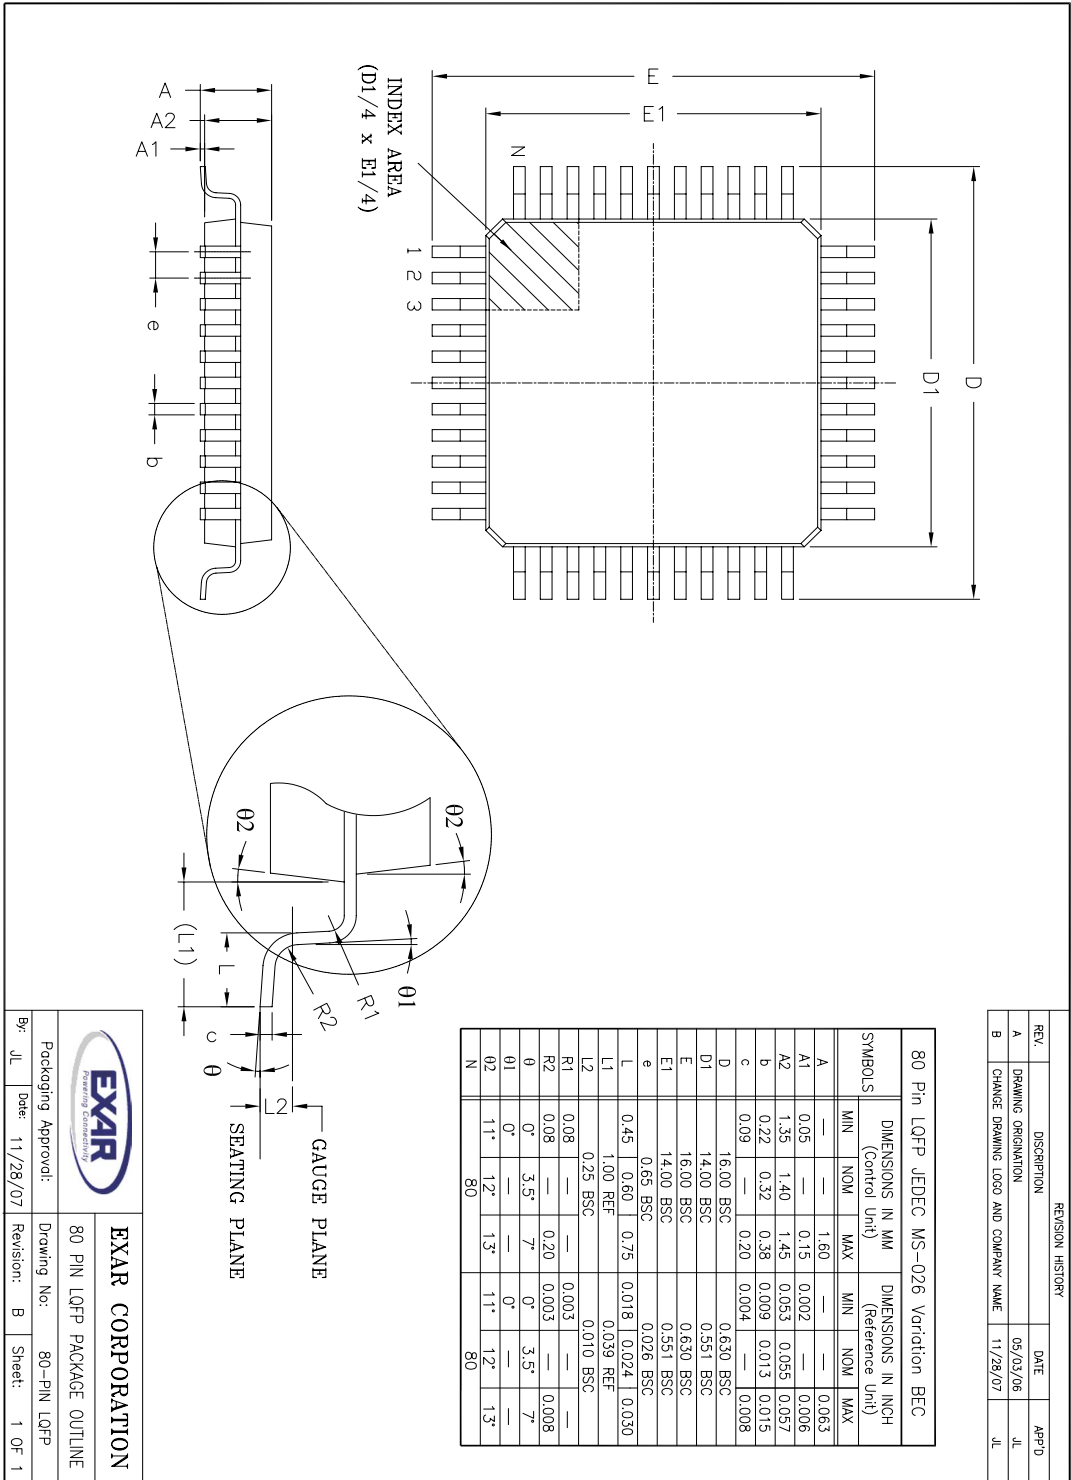 REVISION HISTORY
REV. DISCRIPTION DATE APP'D
A DRAWING ORIGINATION 05/03/06 JL
B CHANGE DRAWING LOGO AND COMPANY NAME 11/28/07 JL
D
D1
E
E1
N
1
2
3
INDEX AREA
(D1/4 x E1/4)
A
A2
A1
e
b
80 Pin LQFP JEDEC MS-026 Variation BEC
SYMBOLS DIMENSIONS IN MM (Control Unit) DIMENSIONS IN INCH (Reference Unit)
MIN NOM MAX MIN NOM MAX
A — — 1.60 — — 0.063
A1 0.05 — 0.15 0.002 — 0.006
A2 1.35 1.40 1.45 0.053 0.055 0.057
b 0.22 0.32 0.38 0.009 0.013 0.015
c 0.09 — 0.20 0.004 — 0.008
D 16.00 BSC 0.630 BSC
D1 14.00 BSC 0.551 BSC
E 16.00 BSC 0.630 BSC
E1 14.00 BSC 0.551 BSC
e 0.65 BSC 0.026 BSC
L 0.45 0.60 0.75 0.018 0.024 0.030
L1 1.00 REF 0.039 REF
L2 0.25 BSC 0.010 BSC
R1 0.08 — — 0.003 — —
R2 0.08 — 0.20 0.003 — 0.008
θ 0° 3.5° 7° 0° 3.5° 7°
θ1 0° — — 0° — —
θ2 11° 12° 13° 11° 12° 13°
N 80 80
θ2
θ2
θ1
R1
R2
(L1)
L
c
θ
L2
GAUGE PLANE
SEATING PLANE
EXAR
Powering Connectivity
EXAR CORPORATION
80 PIN LQFP PACKAGE OUTLINE
Packaging Approval:
Drawing No: 80-PIN LQFP
By: JL Date: 11/28/07 Revision: B Sheet: 1 OF 1